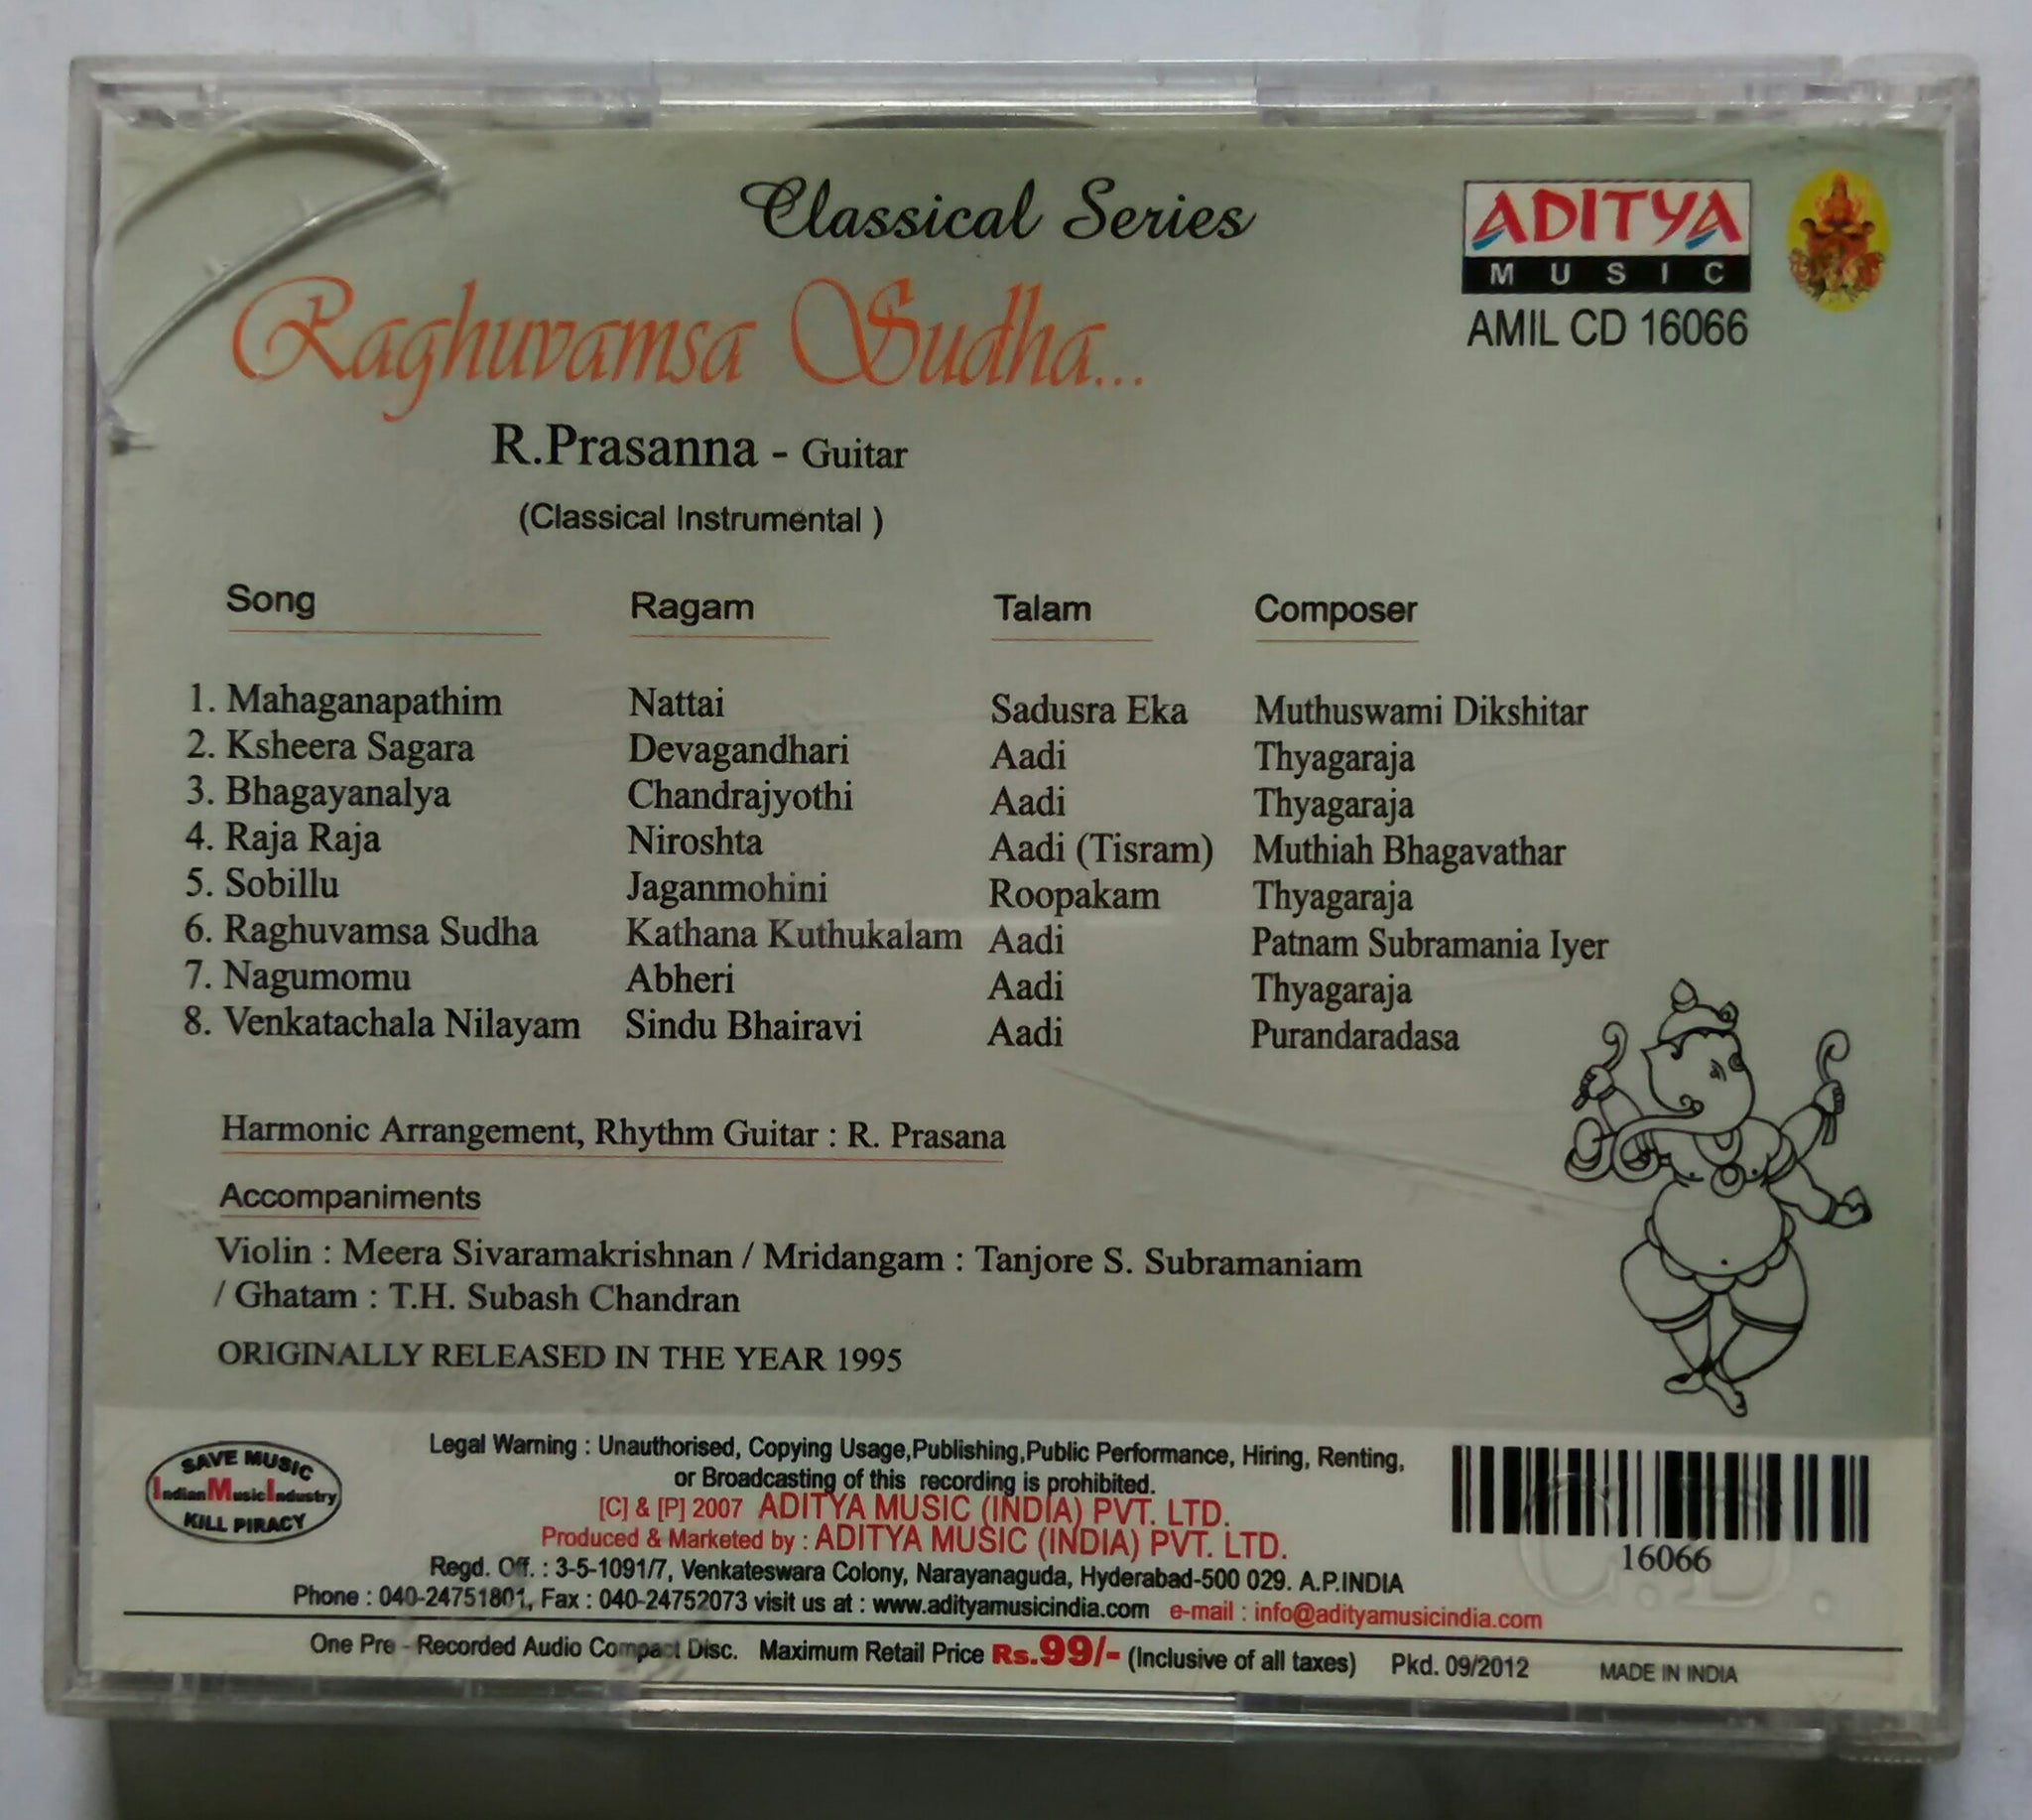 Classical Series
ADITYA
MUSIC
AMIL CD 16066
Raghuvamsa Sudha...
R.Prasanna - Guitar
(Classical Instrumental )
Song Ragam Talam Composer
1. Mahaganapathim Nattai Sadusra Eka Muthuswami Dikshitar
2. Ksheera Sagara Devagandhari Aadi Thyagaraja
3. Bhagayanalya Chandrajyothi Aadi Thyagaraja
4. Raja Raja Niroshta Aadi (Tisram) Muthiah Bhagavathar
5. Sobillu Jaganmohini Roopakam Thyagaraja
6. Raghuvamsa Sudha Kathana Kuthukalam Aadi Patnam Subramania Iyer
7. Nagumomu Abheri Aadi Thyagaraja
8. Venkatachala Nilayam Sindu Bhairavi Aadi Purandaradasa
Harmonic Arrangement, Rhythm Guitar : R. Prasana
Accompaniments
Violin : Meera Sivaramakrishnan / Mridangam : Tanjore S. Subramaniam
/ Ghatam : T.H. Subash Chandran
ORIGINALLY RELEASED IN THE YEAR 1995
SAVE MUSIC
Indian Music Industry
KILL PIRACY
Legal Warning : Unauthorised, Copying Usage,Publishing,Public Performance, Hiring, Renting,
or Broadcasting of this recording is prohibited.
[C] & [P] 2007 ADITYA MUSIC (INDIA) PVT. LTD.
Produced & Marketed by : ADITYA MUSIC (INDIA) PVT. LTD.
Regd. Off. : 3-5-1091/7, Venkateswara Colony, Narayanaguda, Hyderabad-500 029. A.P.INDIA
Phone : 040-24751801, Fax : 040-24752073 visit us at : www.adityamusicindia.com e-mail : info@adityamusicindia.com
16066
One Pre - Recorded Audio Compact Disc. Maximum Retail Price Rs.99/- (Inclusive of all taxes) Pkd. 09/2012 MADE IN INDIA